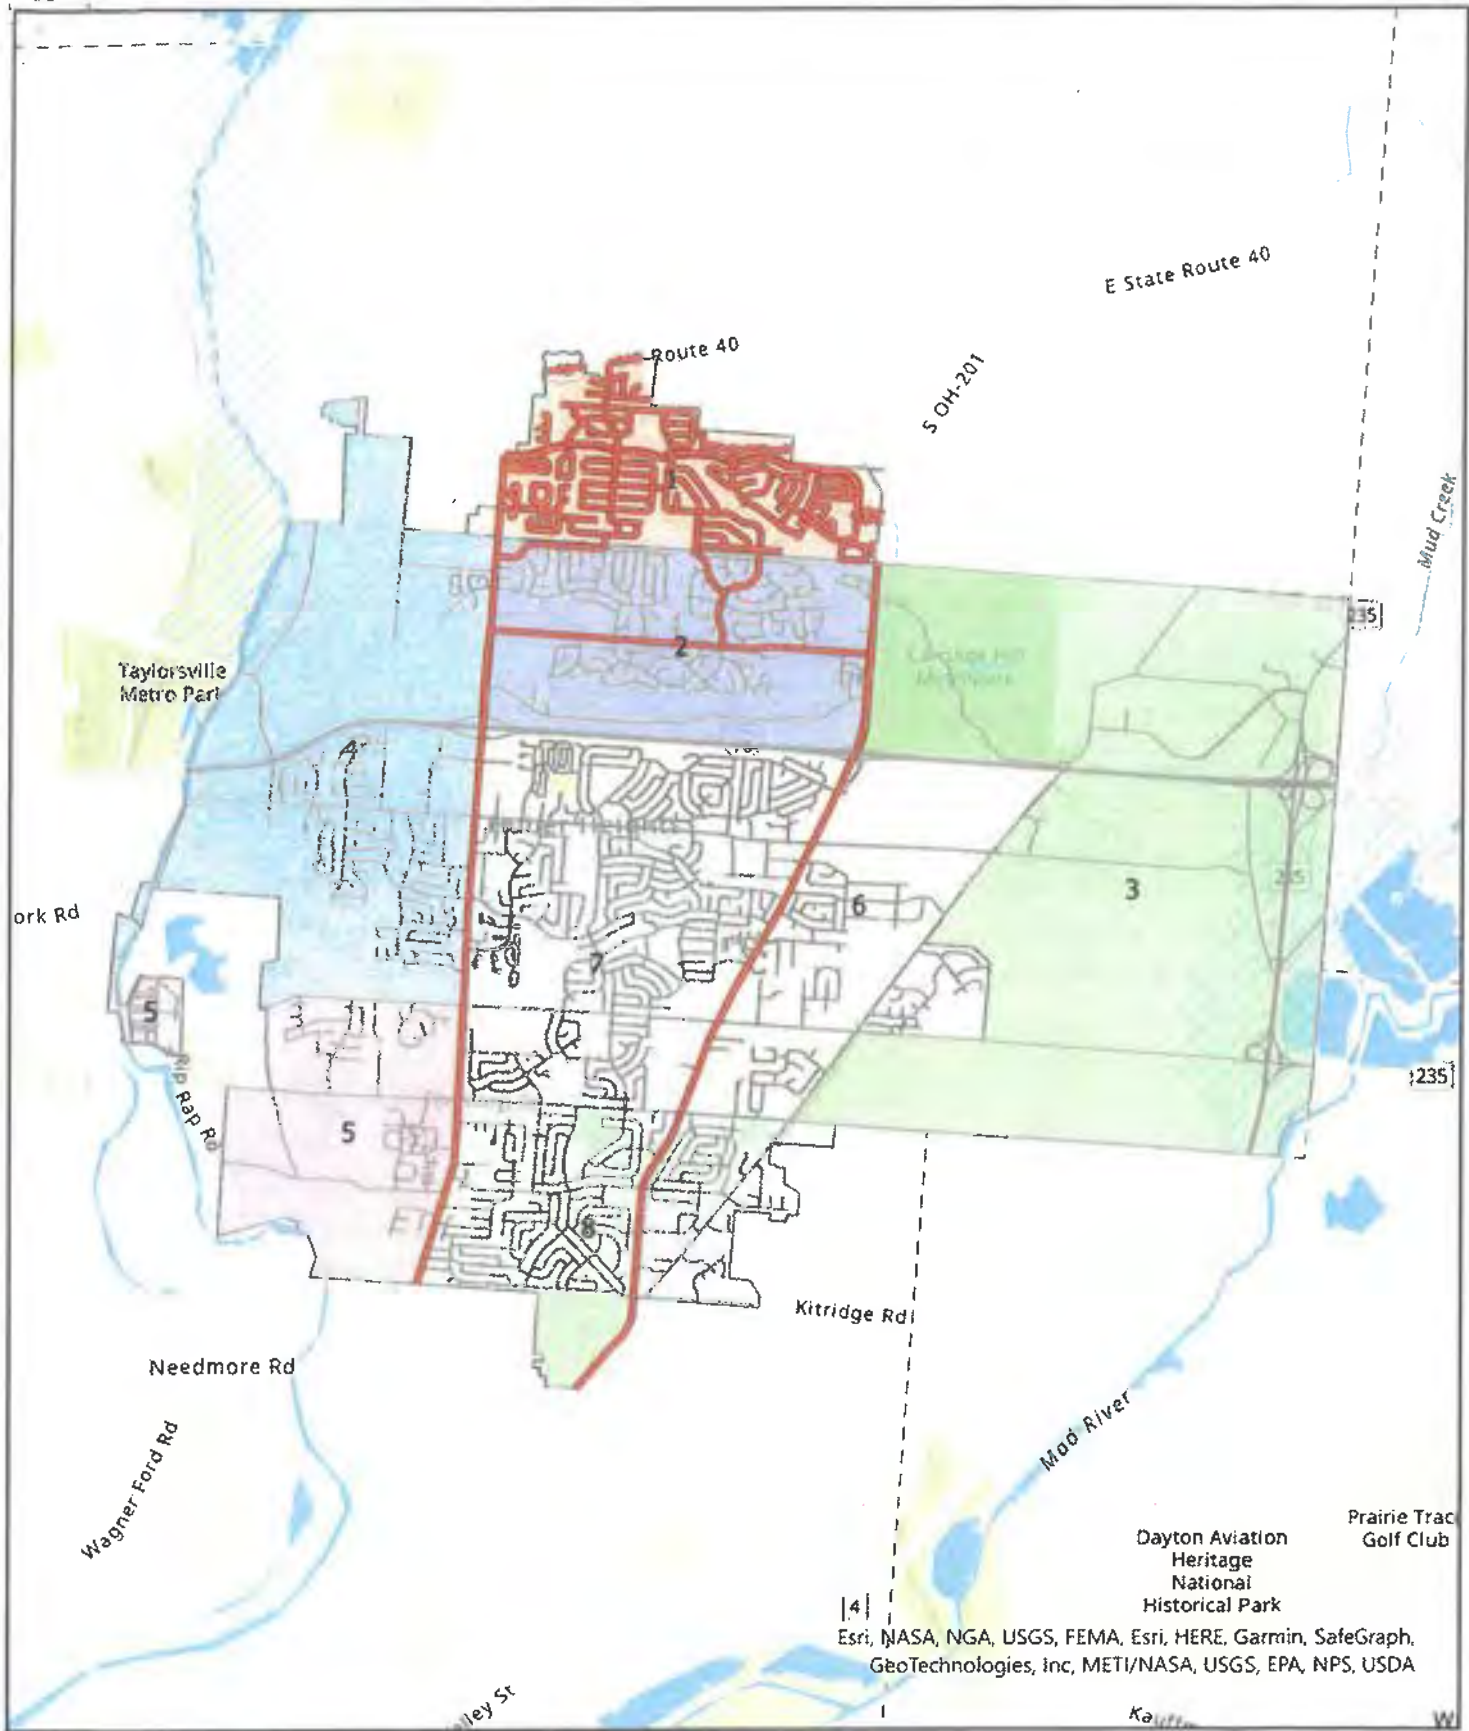 E State Route 40
Route 40
S OH-201
1
Mud Creek
235
2
Taylorsville
Metro Parl
3
6
ork Rd
7
5
Rip Rap Rd
235
5
8
Kitridge Rd
Needmore Rd
Mad River
Wagner Ford Rd
Prairie Trac
Golf Club
Dayton Aviation
Heritage
National
Historical Park
4
Esri, NASA, NGA, USGS, FEMA, Esri, HERE, Garmin, SafeGraph,
GeoTechnologies, Inc, METI/NASA, USGS, EPA, NPS, USDA
lley St
W